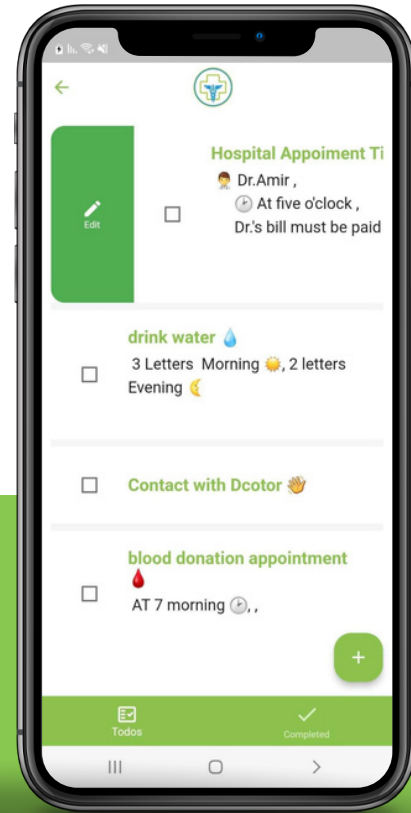 Hospital Appoiment Ti
👨‍⚕️ Dr.Amir ,
🕑 At five o'clock ,
Dr.'s bill must be paid
Edit
drink water 💧
3 Letters Morning 🌞, 2 letters
Evening 🌜
Contact with Dcotor 👋
blood donation appointment
🩸
AT 7 morning 🕑, ,
+
Todos
Completed